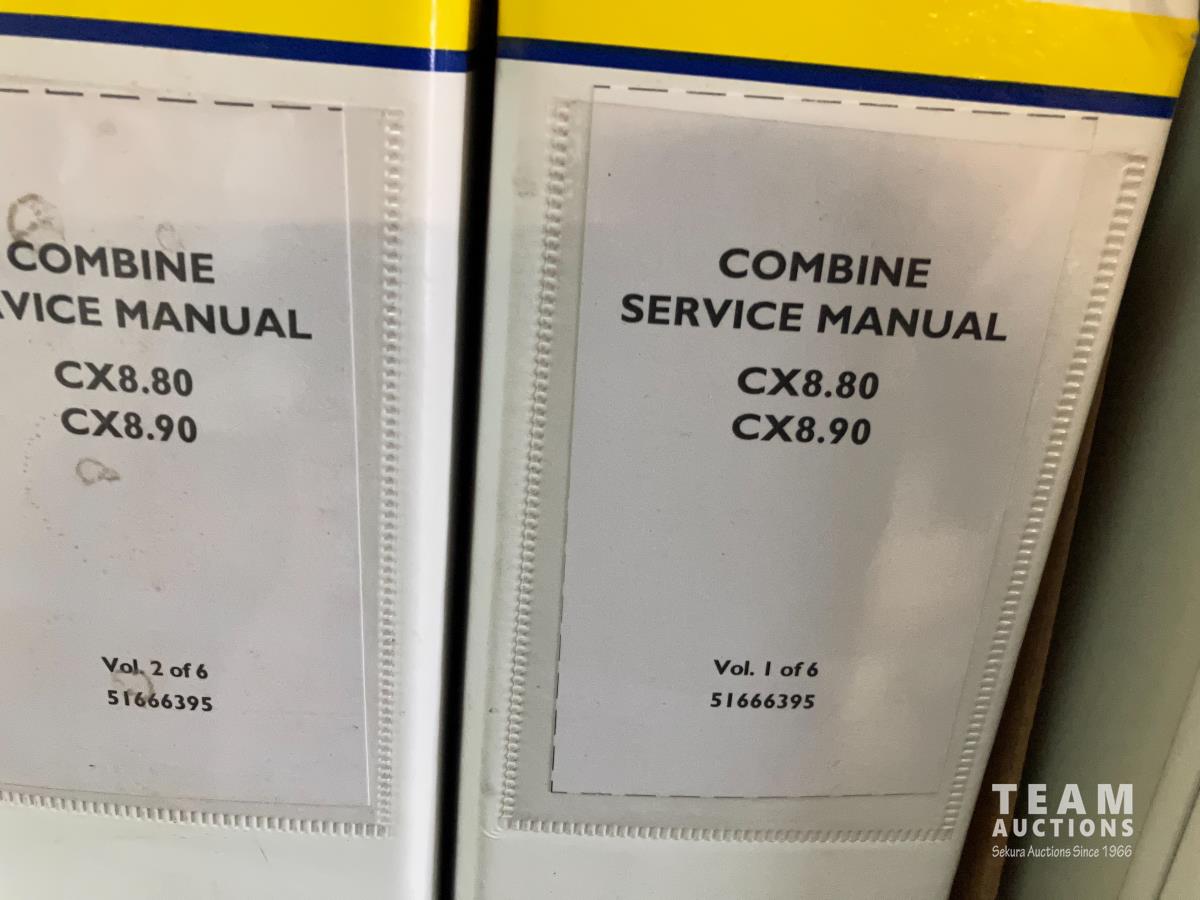 COMBINE
VICE MANUAL
CX8.80
CX8.90
Vol. 2 of 6
51666395
COMBINE
SERVICE MANUAL
CX8.80
CX8.90
Vol. 1 of 6
51666395
TEAM
AUCTIONS
Sekura Auctions Since 1966